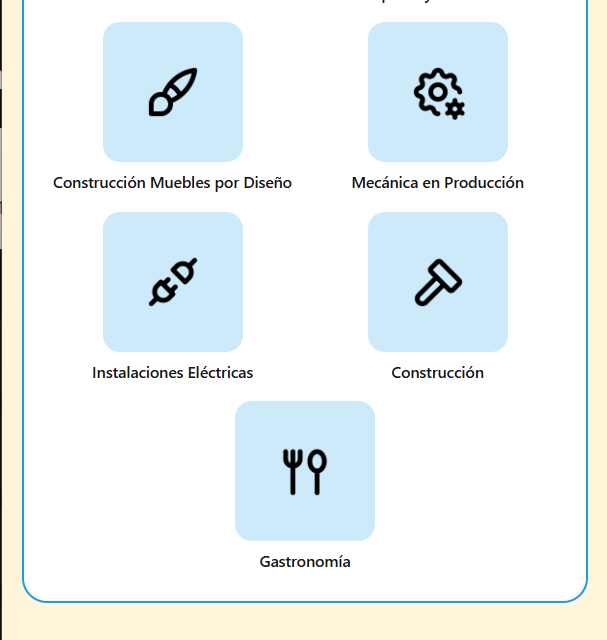 Construcción Muebles por Diseño
Mecánica en Producción
Instalaciones Eléctricas
Construcción
Gastronomía